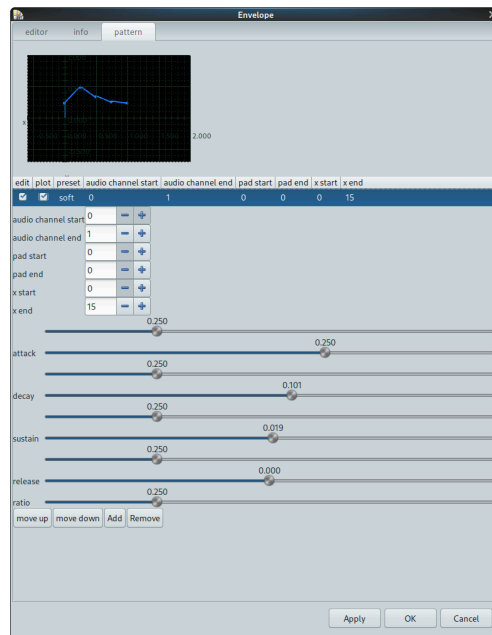 Envelope
editor info pattern
x
2.000
edit plot preset audio channel start audio channel end pad start pad end x start x end
soft 0 1 0 0 0 15
audio channel start 0
audio channel end 1
pad start 0
pad end 0
x start 0
x end 15
0.250
attack 0.250
0.250
decay 0.101
0.250
sustain 0.019
0.250
release 0.000
ratio 0.250
move up move down Add Remove
Apply OK Cancel